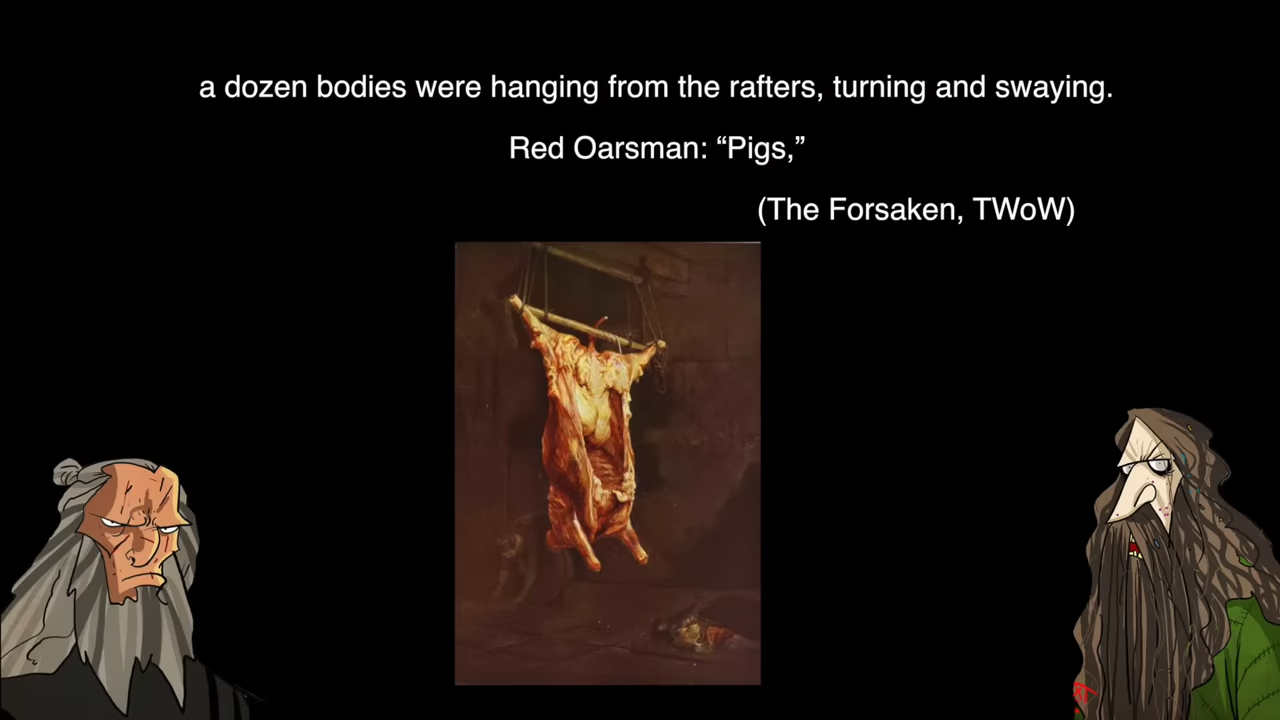 a dozen bodies were hanging from the rafters, turning and swaying.
Red Oarsman: “Pigs,”
(The Forsaken, TWoW)